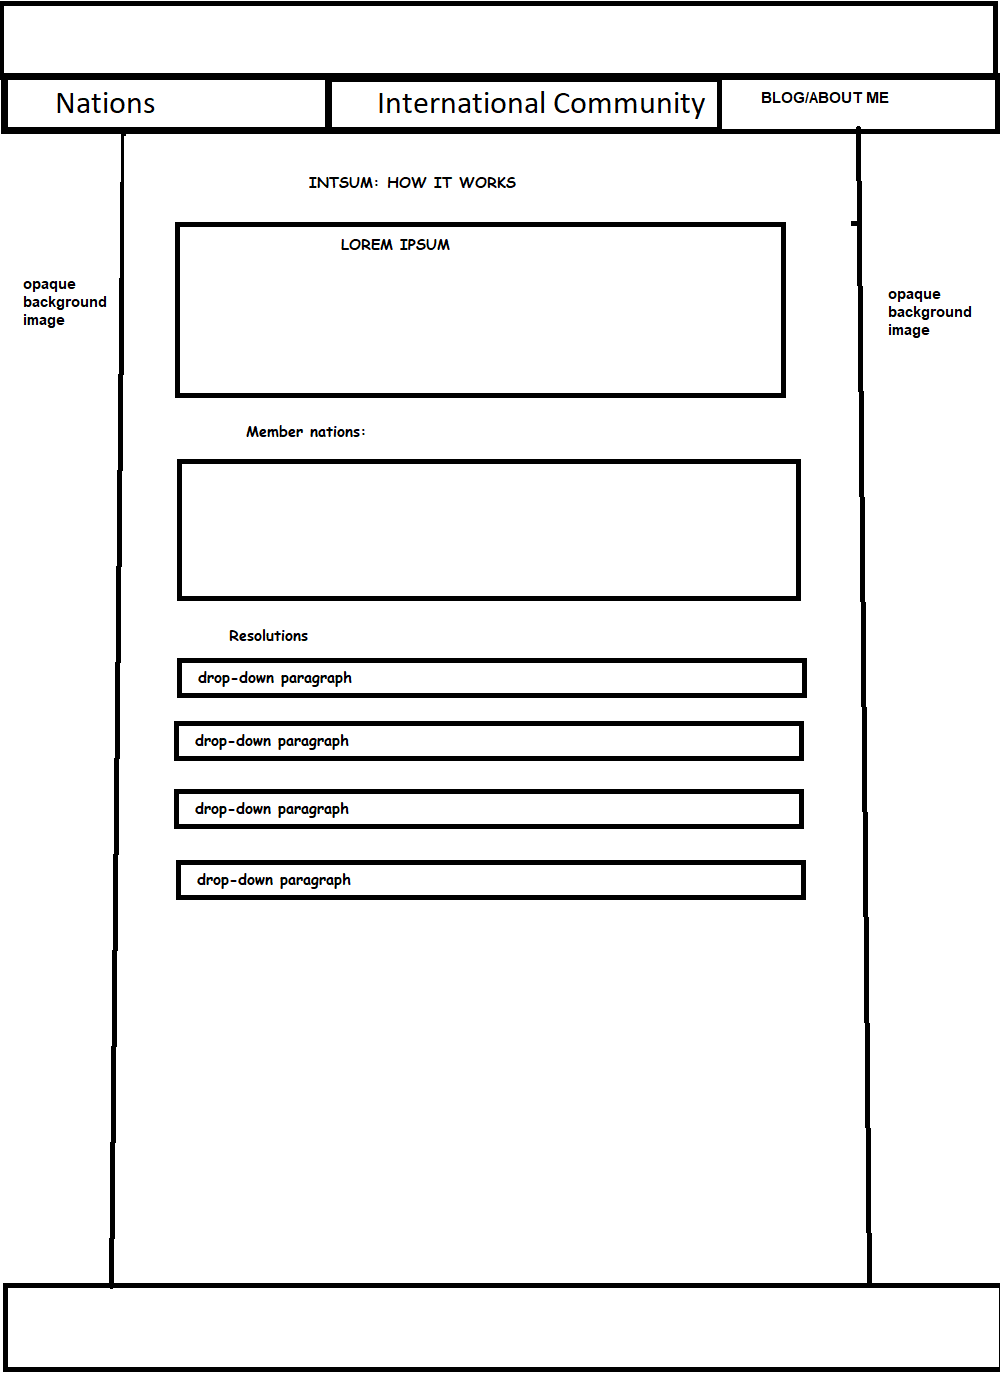 Nations
International Community
BLOG/ABOUT ME
INTSUM: HOW IT WORKS
LOREM IPSUM
opaque
background
image
opaque
background
image
Member nations:
Resolutions
drop-down paragraph
drop-down paragraph
drop-down paragraph
drop-down paragraph